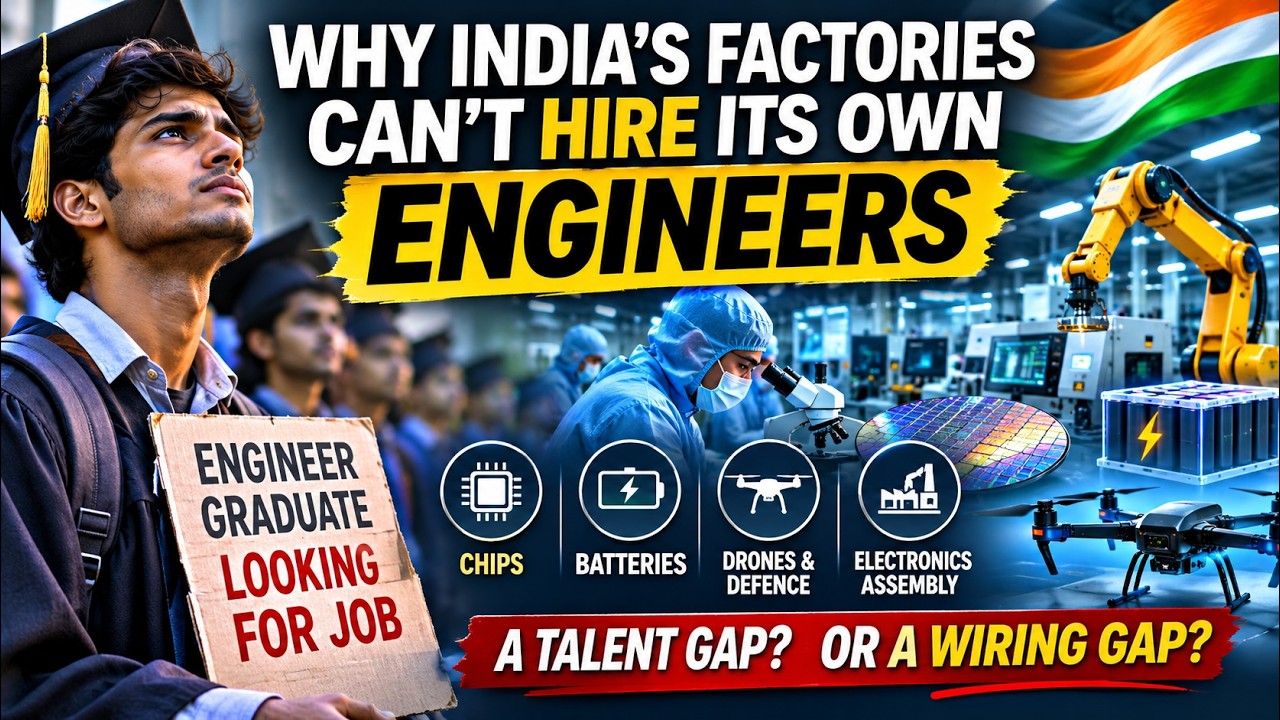 WHY INDIA'S FACTORIES
CAN'T HIRE ITS OWN
ENGINEERS
ENGINEER
GRADUATE
LOOKING
FOR JOB
CHIPS
BATTERIES
DRONES &
DEFENCE
ELECTRONICS
ASSEMBLY
A TALENT GAP? OR A WIRING GAP?